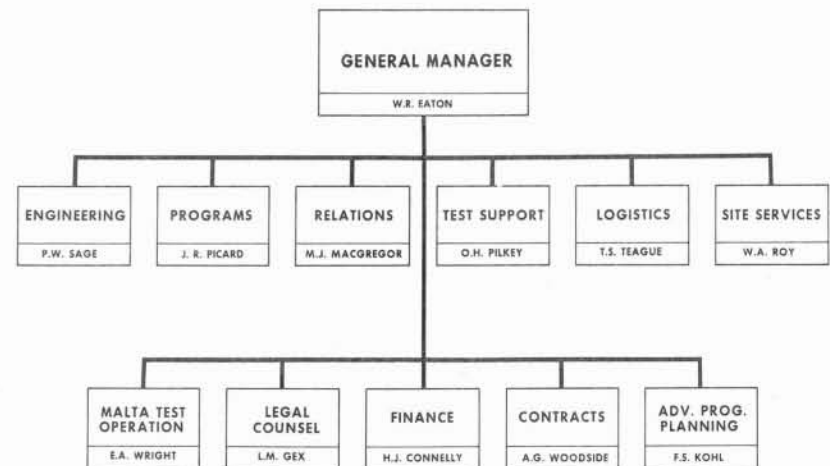 GENERAL MANAGER
W.R. EATON
ENGINEERING
P.W. SAGE
PROGRAMS
J. R. PICARD
RELATIONS
M.J. MACGREGOR
TEST SUPPORT
O.H. PILKEY
LOGISTICS
T.S. TEAGUE
SITE SERVICES
W.A. ROY
MALTA TEST
OPERATION
E.A. WRIGHT
LEGAL
COUNSEL
L.M. GEX
FINANCE
H.J. CONNELLY
CONTRACTS
A.G. WOODSIDE
ADV. PROG.
PLANNING
F.S. KOHL